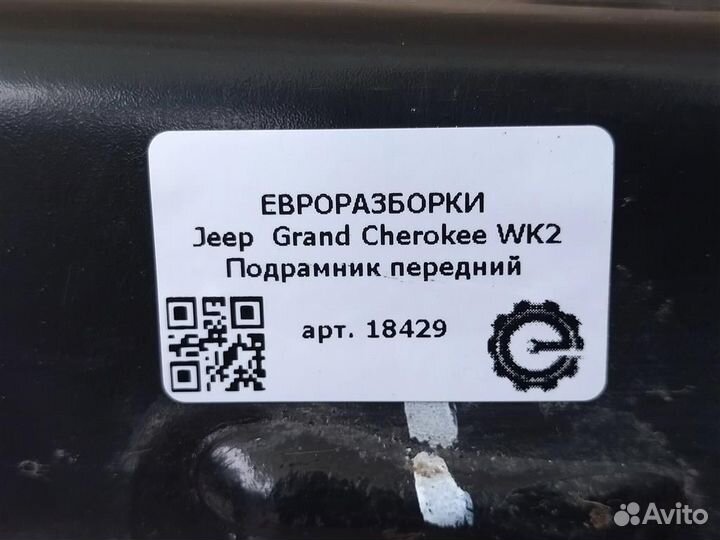 ЕВРОРАЗБОРКИ
Jeep Grand Cherokee WK2
Подрамник передний
арт. 18429
Avito